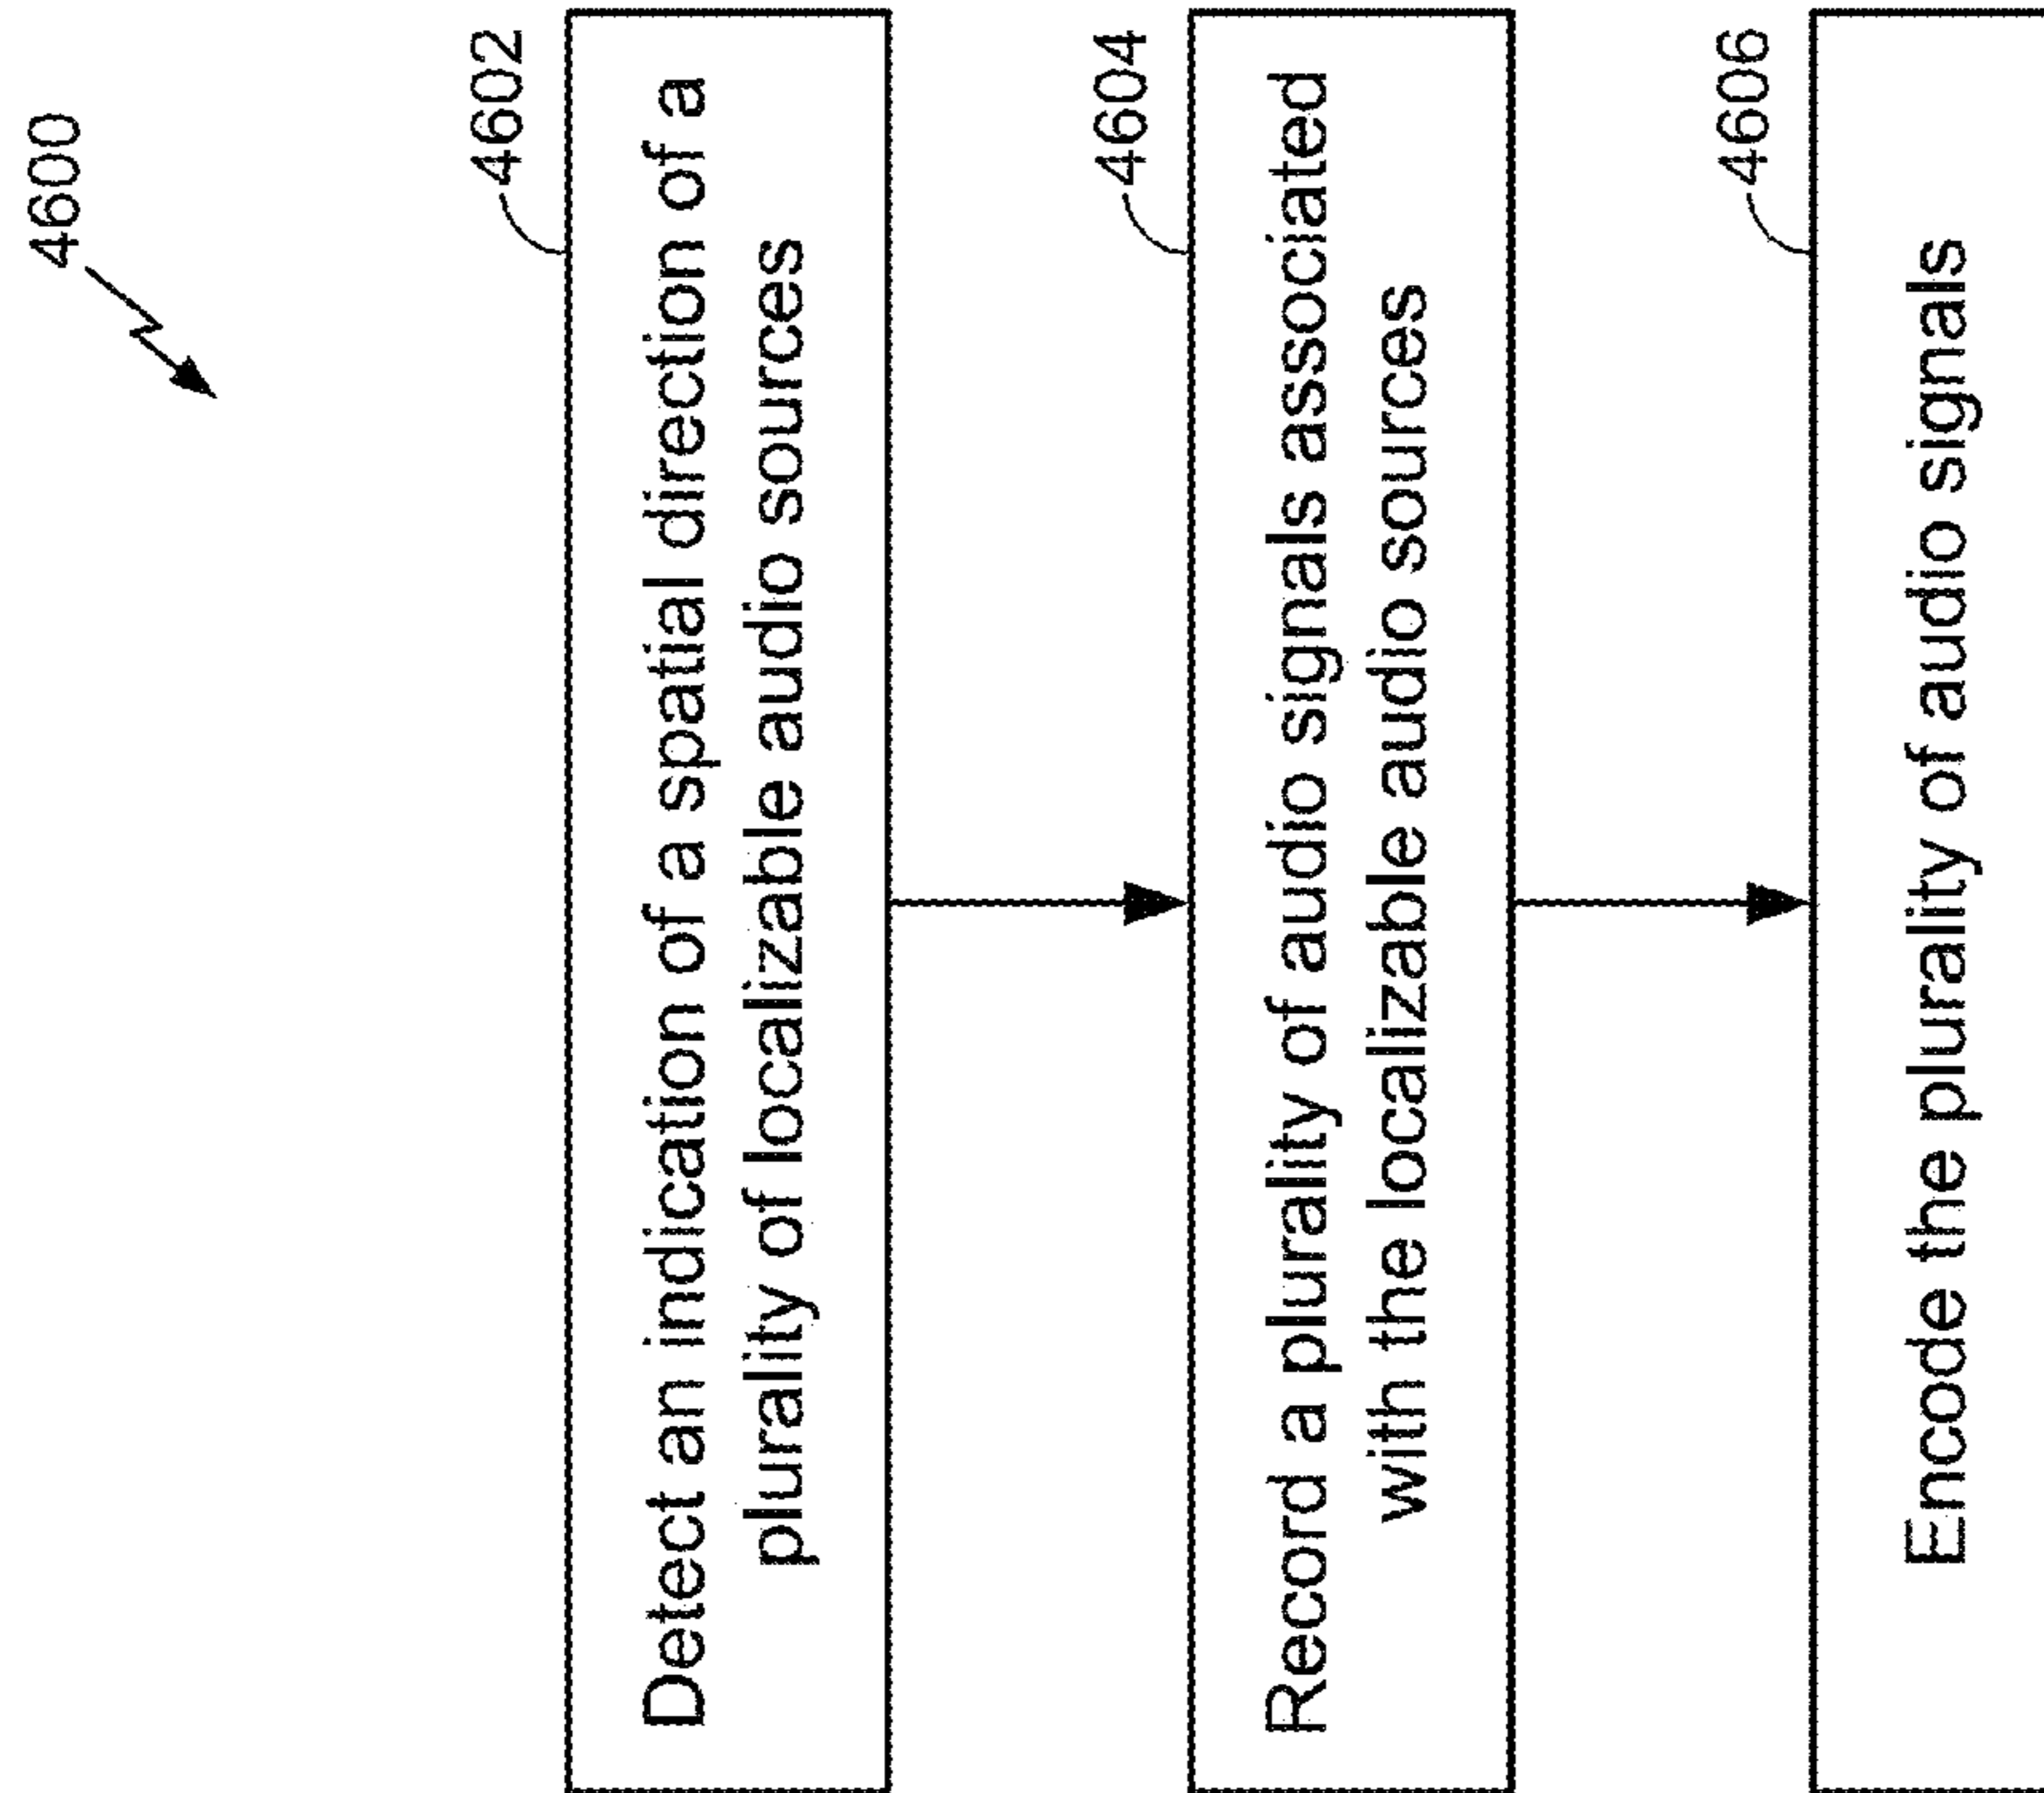 4600
4602
Detect an indication of a spatial direction of a
plurality of localizable audio sources
4604
Record a plurality of audio signals associated
with the localizable audio sources
4606
Encode the plurality of audio signals